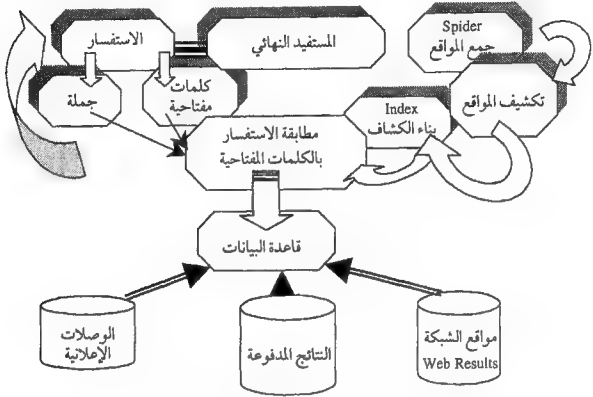 Spider
جمع المواقع
المستفيد النهائي
الاستفسار
تكشيف المواقع
Index
بناء الكشاف
كلمات
مفتاحية
جملة
مطابقة الاستفسار
بالكلمات المفتاحية
قاعدة البيانات
مواقع الشبكة
Web Results
النتائج المدفوعة
الوصلات
الإعلانية